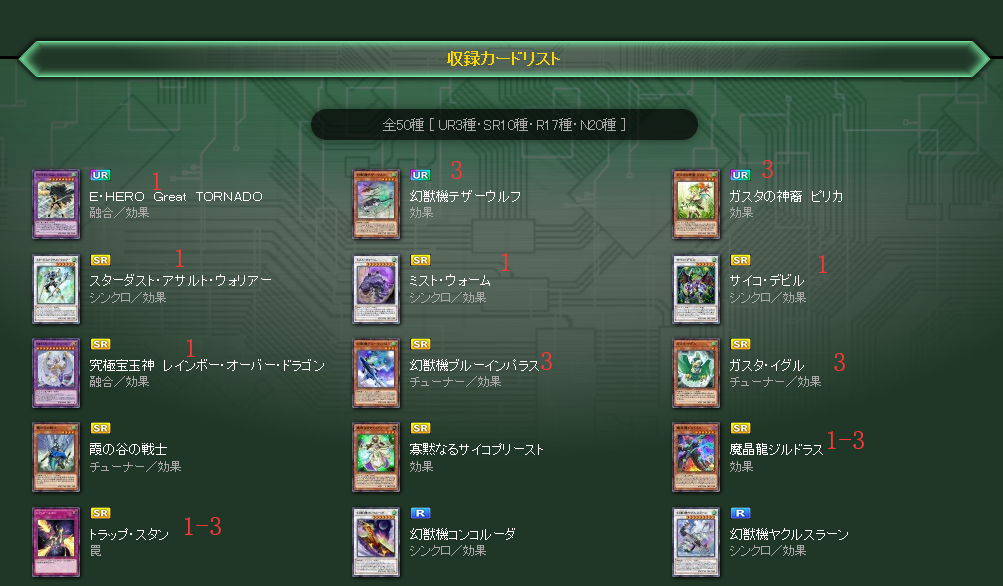 収録カードリスト
全50種 [ UR3種・SR10種・R17種・N20種 ]
UR 1
E・HERO Great TORNADO
融合／効果
UR 3
幻獣機テザーウルフ
効果
UR 3
ガスタの神裔 ピリカ
効果
SR 1
スターダスト・アサルト・ウォリアー
シンクロ／効果
SR 1
ミスト・ウォーム
シンクロ／効果
SR 1
サイコ・デビル
シンクロ／効果
SR 1
究極宝玉神 レインボー・オーバー・ドラゴン
融合／効果
SR
幻獣機ブルーインパラス 3
チューナー／効果
SR
ガスタ・イグル 3
チューナー／効果
SR
霞の谷の戦士
チューナー／効果
SR
寡黙なるサイコプリースト
効果
SR
魔晶龍ジルドラス 1-3
効果
SR
トラップ・スタン 1-3
罠
R
幻獣機コンコルーダ
シンクロ／効果
R
幻獣機ヤクルスラーン
シンクロ／効果